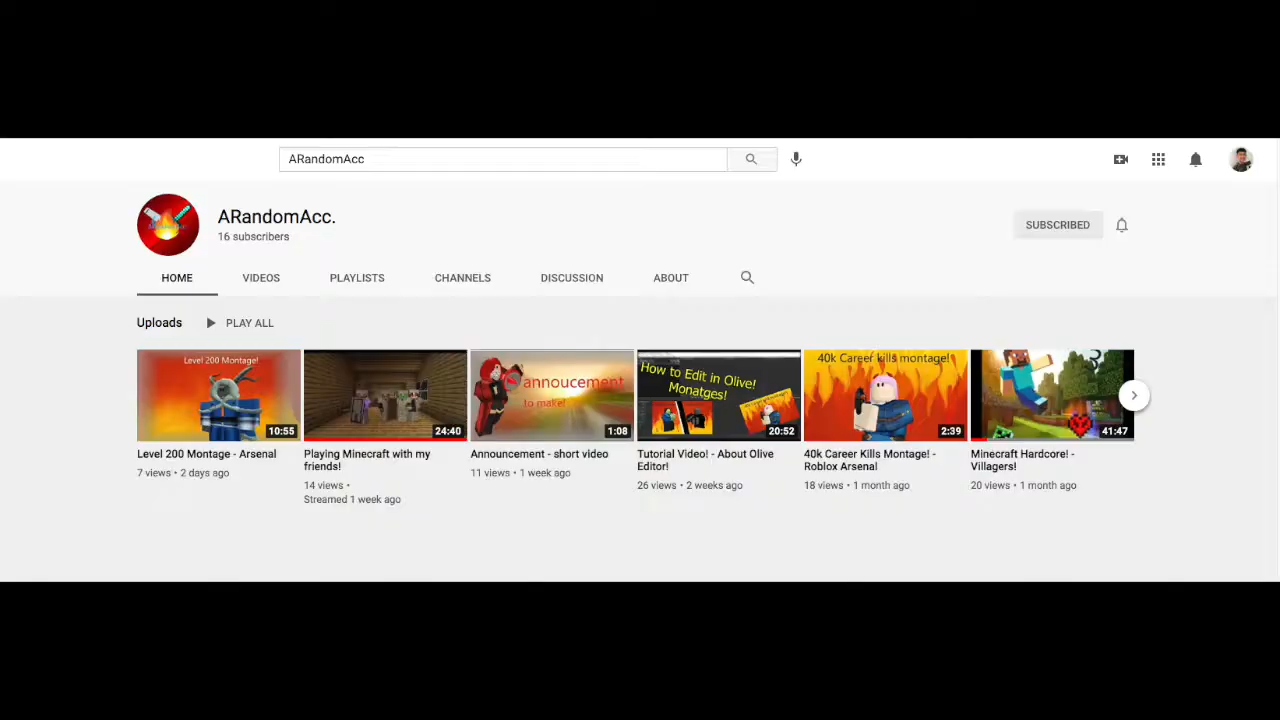 ARandomAcc
ARandomAcc.
16 subscribers
SUBSCRIBED
HOME VIDEOS PLAYLISTS CHANNELS DISCUSSION ABOUT
Uploads PLAY ALL
Level 200 Montage!
10:55
24:40
annoucement
to make!
1:08
How to Edit in Olive!
Monatges!
20:52
40k Career kills montage!
2:39
41:47
Level 200 Montage - Arsenal
7 views • 2 days ago
Playing Minecraft with my
friends!
14 views •
Streamed 1 week ago
Announcement - short video
11 views • 1 week ago
Tutorial Video! - About Olive
Editor!
26 views • 2 weeks ago
40k Career Kills Montage! -
Roblox Arsenal
18 views • 1 month ago
Minecraft Hardcore! -
Villagers!
20 views • 1 month ago